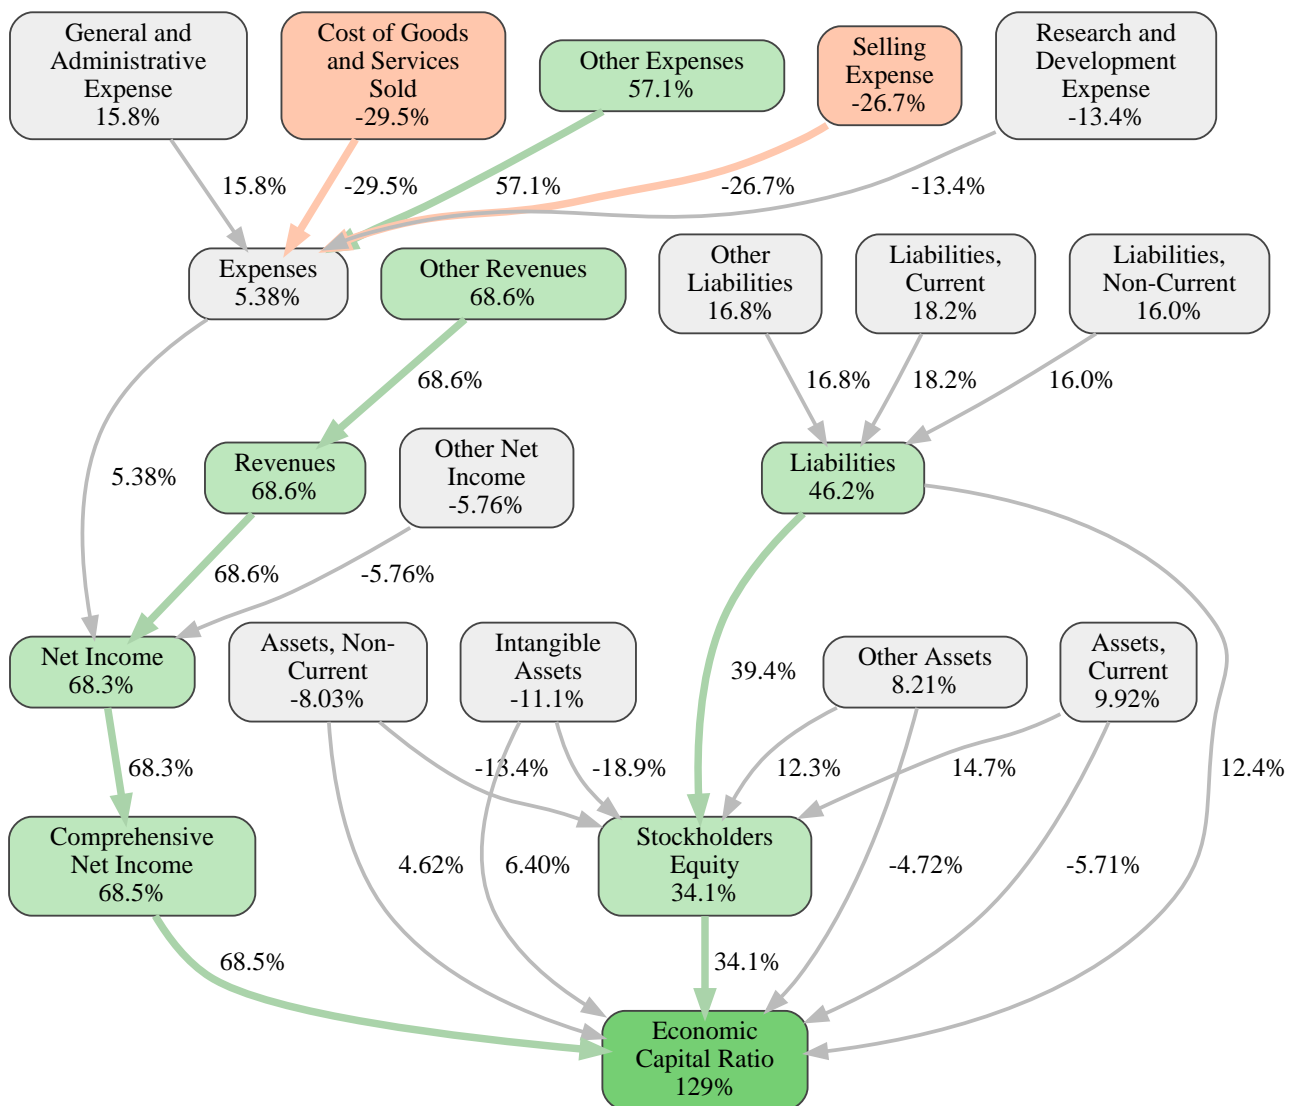 General and
Administrative
Expense
15.8%
Cost of Goods
and Services
Sold
-29.5%
Other Expenses
57.1%
Selling
Expense
-26.7%
Research and
Development
Expense
-13.4%
15.8%
-29.5%
57.1%
-26.7%
-13.4%
Expenses
5.38%
Other Revenues
68.6%
Other
Liabilities
16.8%
Liabilities,
Current
18.2%
Liabilities,
Non-Current
16.0%
68.6%
16.8%
18.2%
16.0%
5.38%
Revenues
68.6%
Other Net
Income
-5.76%
Liabilities
46.2%
68.6%
-5.76%
Net Income
68.3%
Assets, Non-
Current
-8.03%
Intangible
Assets
-11.1%
39.4%
Other Assets
8.21%
Assets,
Current
9.92%
68.3%
-13.4%
-18.9%
12.3%
14.7%
12.4%
Comprehensive
Net Income
68.5%
4.62%
6.40%
Stockholders
Equity
34.1%
-4.72%
-5.71%
68.5%
34.1%
Economic
Capital Ratio
129%